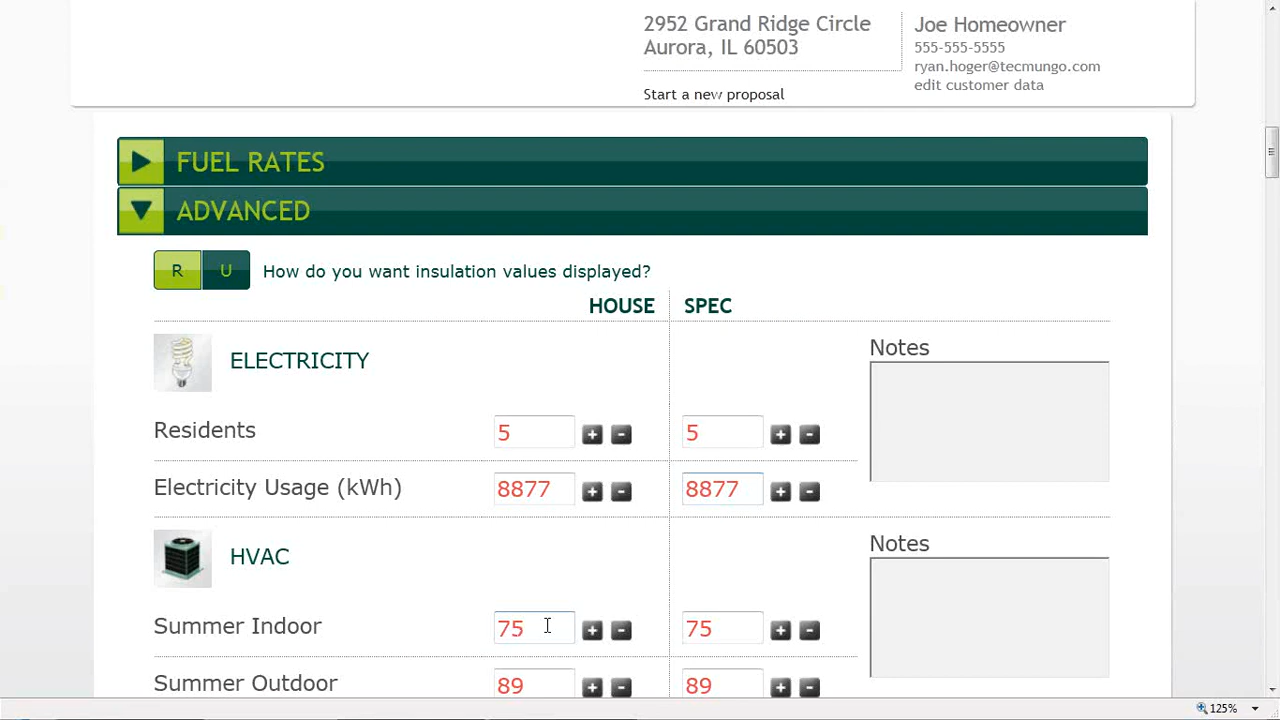 2952 Grand Ridge Circle
Aurora, IL 60503
Start a new proposal
Joe Homeowner
555-555-5555
ryan.hoger@tecmungo.com
edit customer data
FUEL RATES
ADVANCED
R U How do you want insulation values displayed?
HOUSE SPEC
ELECTRICITY
Notes
Residents 5 + - 5 + -
Electricity Usage (kWh) 8877 + - 8877 + -
HVAC
Notes
Summer Indoor 75 + - 75 + -
Summer Outdoor 89 + - 89 + -
125%